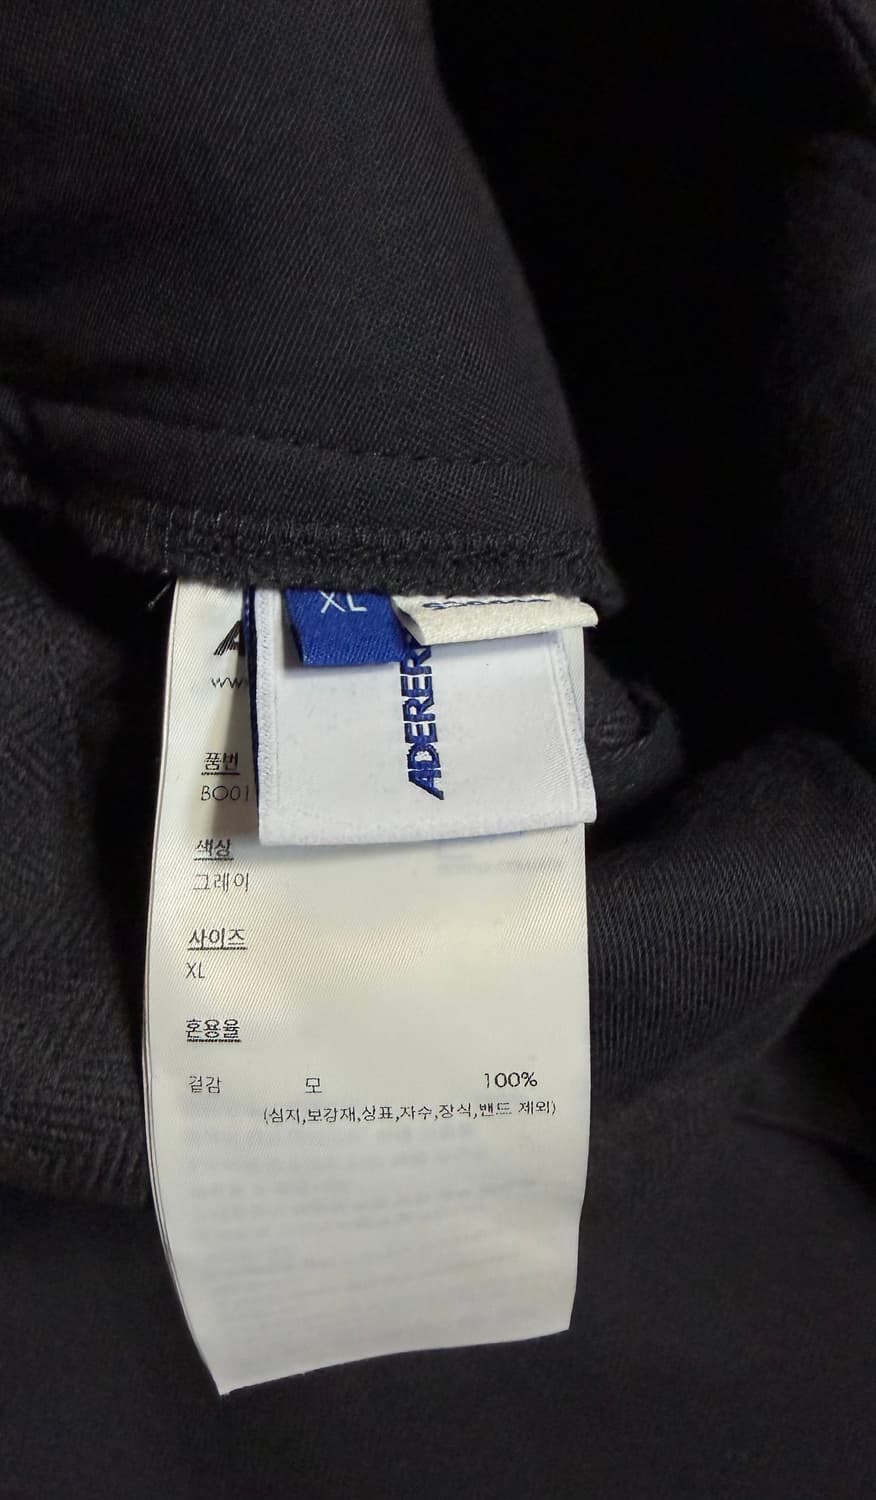 XL
ADERER
품번
BO01
색상
그레이
사이즈
XL
혼용율
겉감 모 100%
(심지,보강재,상표,자수,장식,밴드 제외)